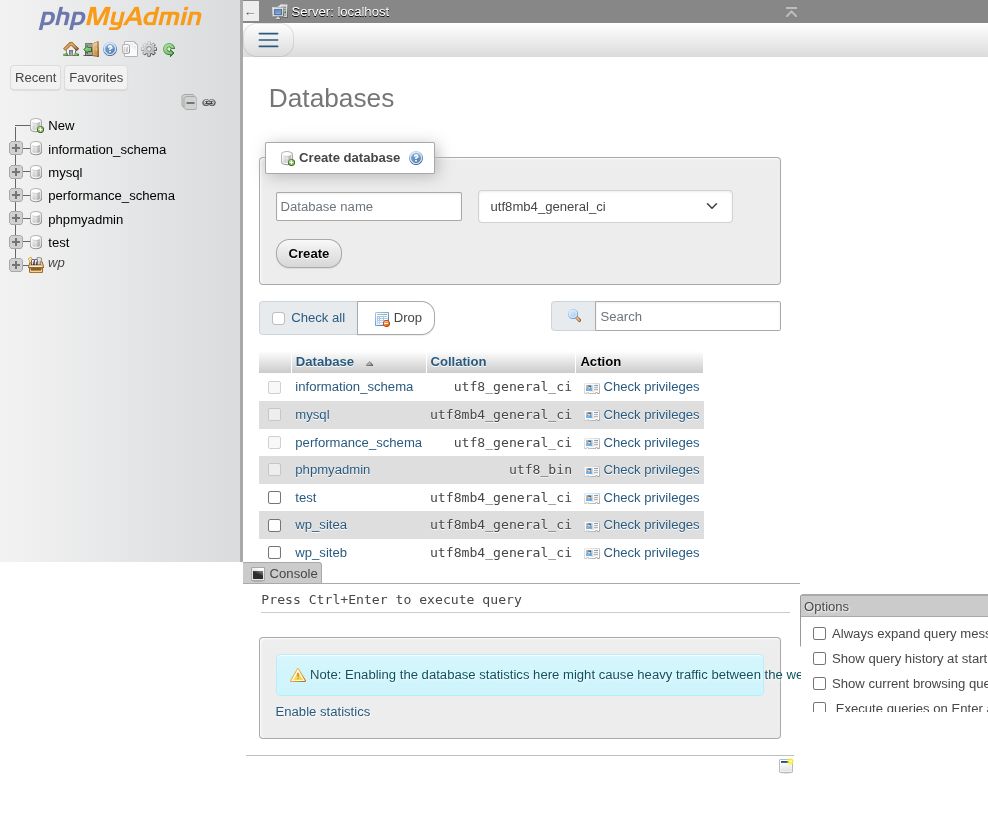 phpMyAdmin
Recent Favorites
New
information_schema
mysql
performance_schema
phpmyadmin
test
wp
Server: localhost
Databases
Create database
Database name utf8mb4_general_ci
Create
Check all Drop Search
Database Collation Action
information_schema utf8_general_ci Check privileges
mysql utf8mb4_general_ci Check privileges
performance_schema utf8_general_ci Check privileges
phpmyadmin utf8_bin Check privileges
test utf8mb4_general_ci Check privileges
wp_sitea utf8mb4_general_ci Check privileges
wp_siteb utf8mb4_general_ci Check privileges
Console
Press Ctrl+Enter to execute query
Note: Enabling the database statistics here might cause heavy traffic between the we
Enable statistics
Options
Always expand query mess
Show query history at start
Show current browsing que
Execute queries on Enter a